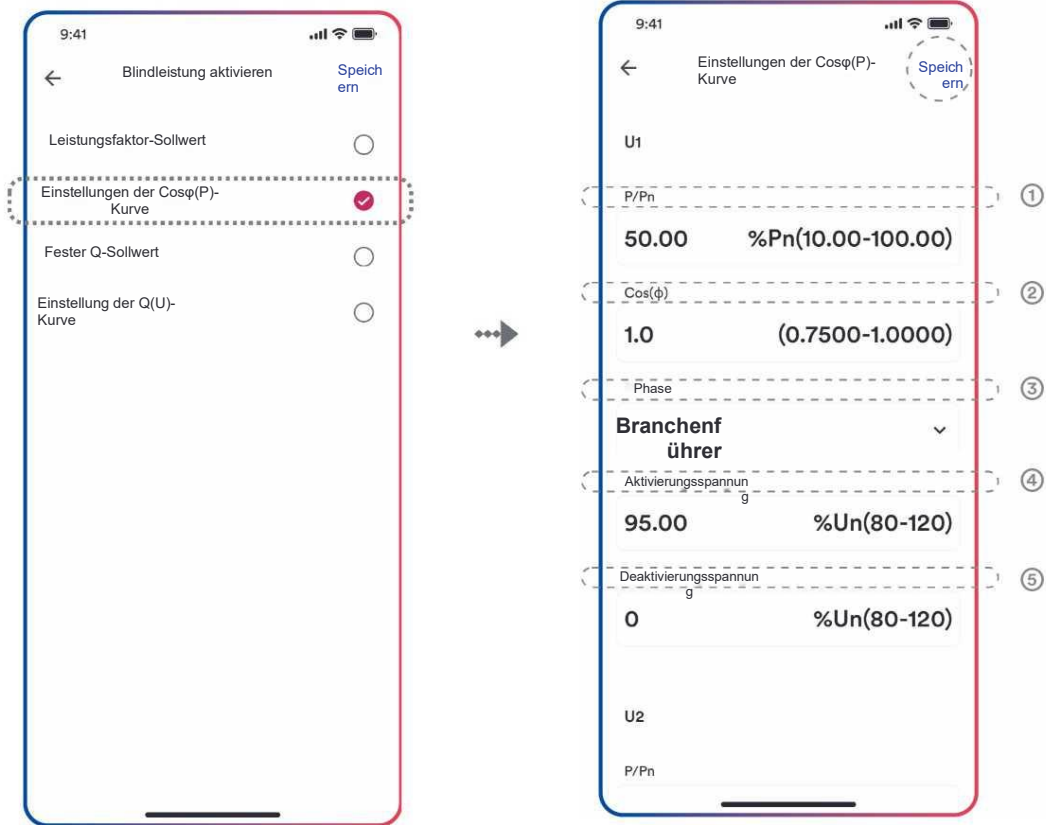 9:41
Blindleistung aktivieren
Speich
ern
Leistungsfaktor-Sollwert
Einstellungen der Cosφ(P)-
Kurve
Fester Q-Sollwert
Einstellung der Q(U)-
Kurve
9:41
Einstellungen der Cosφ(P)-
Kurve
Speich
ern
U1
P/Pn
①
50.00 %Pn(10.00-100.00)
Cos(φ)
②
1.0 (0.7500-1.0000)
Phase
③
Branchenf
ührer
Aktivierungsspannun
g
④
95.00 %Un(80-120)
Deaktivierungsspannun
g
⑤
0 %Un(80-120)
U2
P/Pn